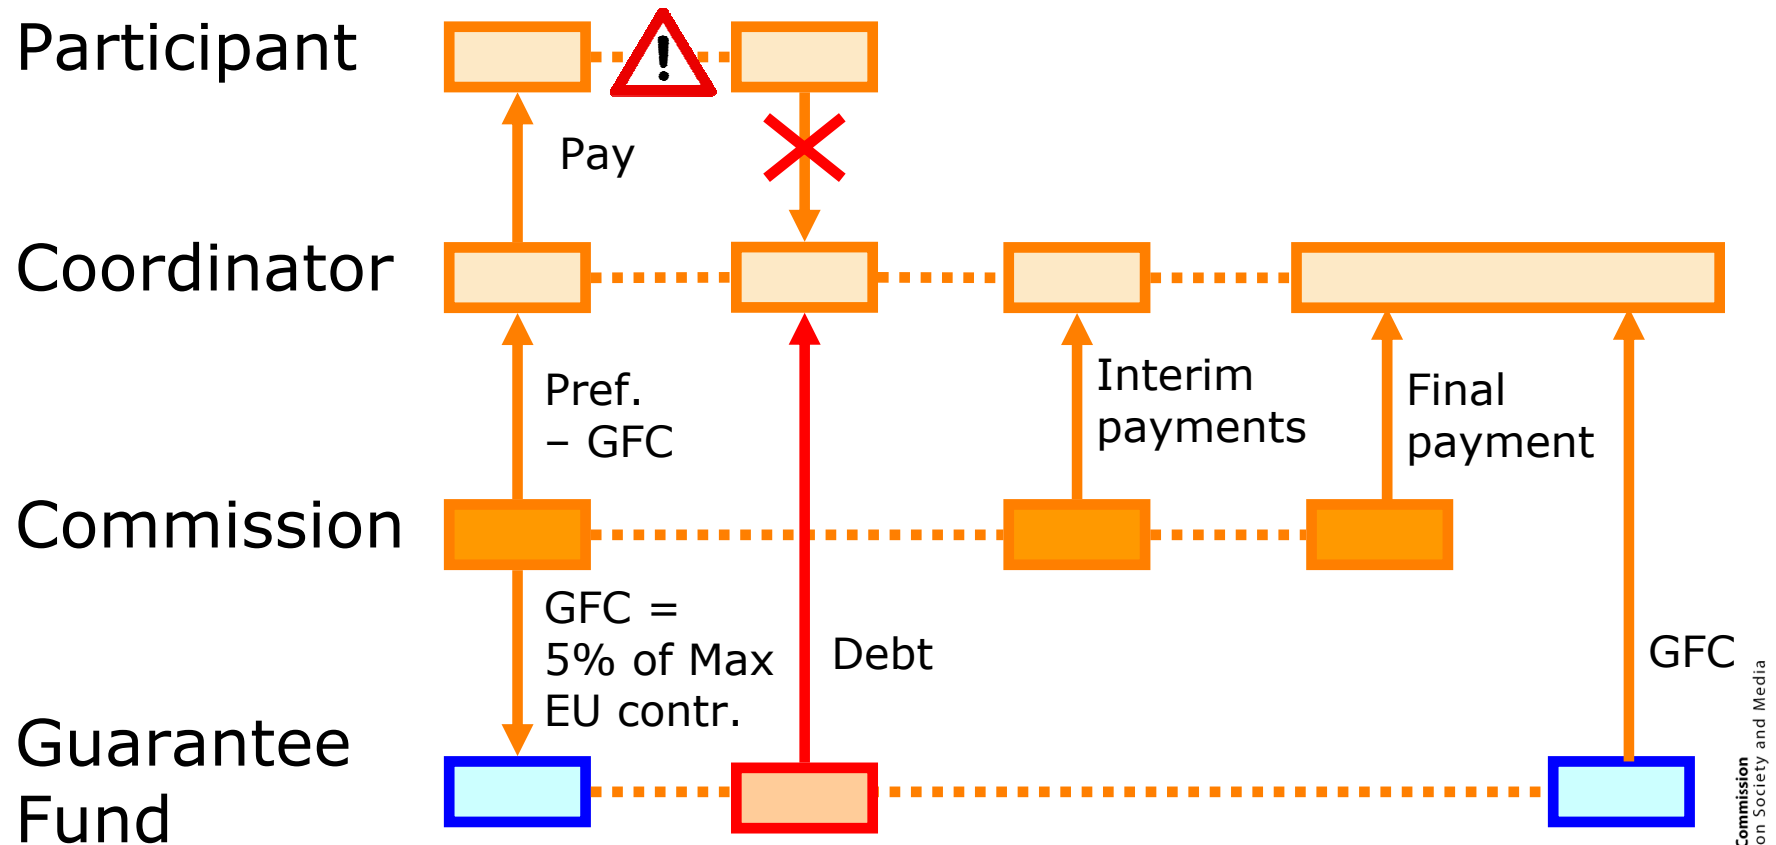 Participant
!
Pay
Coordinator
Pref.
– GFC
Interim
payments
Final
payment
Commission
GFC =
5% of Max
EU contr.
Debt
GFC
Guarantee
Fund
Commission
on Society and Media